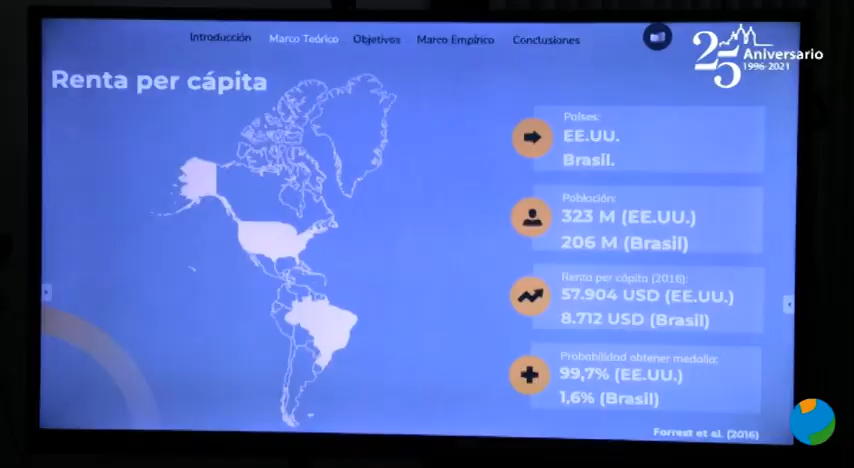 Introducción Marco Teórico Objetivos Marco Empírico Conclusiones
25 Aniversario
1996-2021
Renta per cápita
Países:
EE.UU.
Brasil.
Población:
323 M (EE.UU.)
206 M (Brasil)
Renta per cápita (2016):
57.904 USD (EE.UU.)
8.712 USD (Brasil)
Probabilidad obtener medalla:
99,7% (EE.UU.)
1,6% (Brasil)
Forrest et al. (2016)